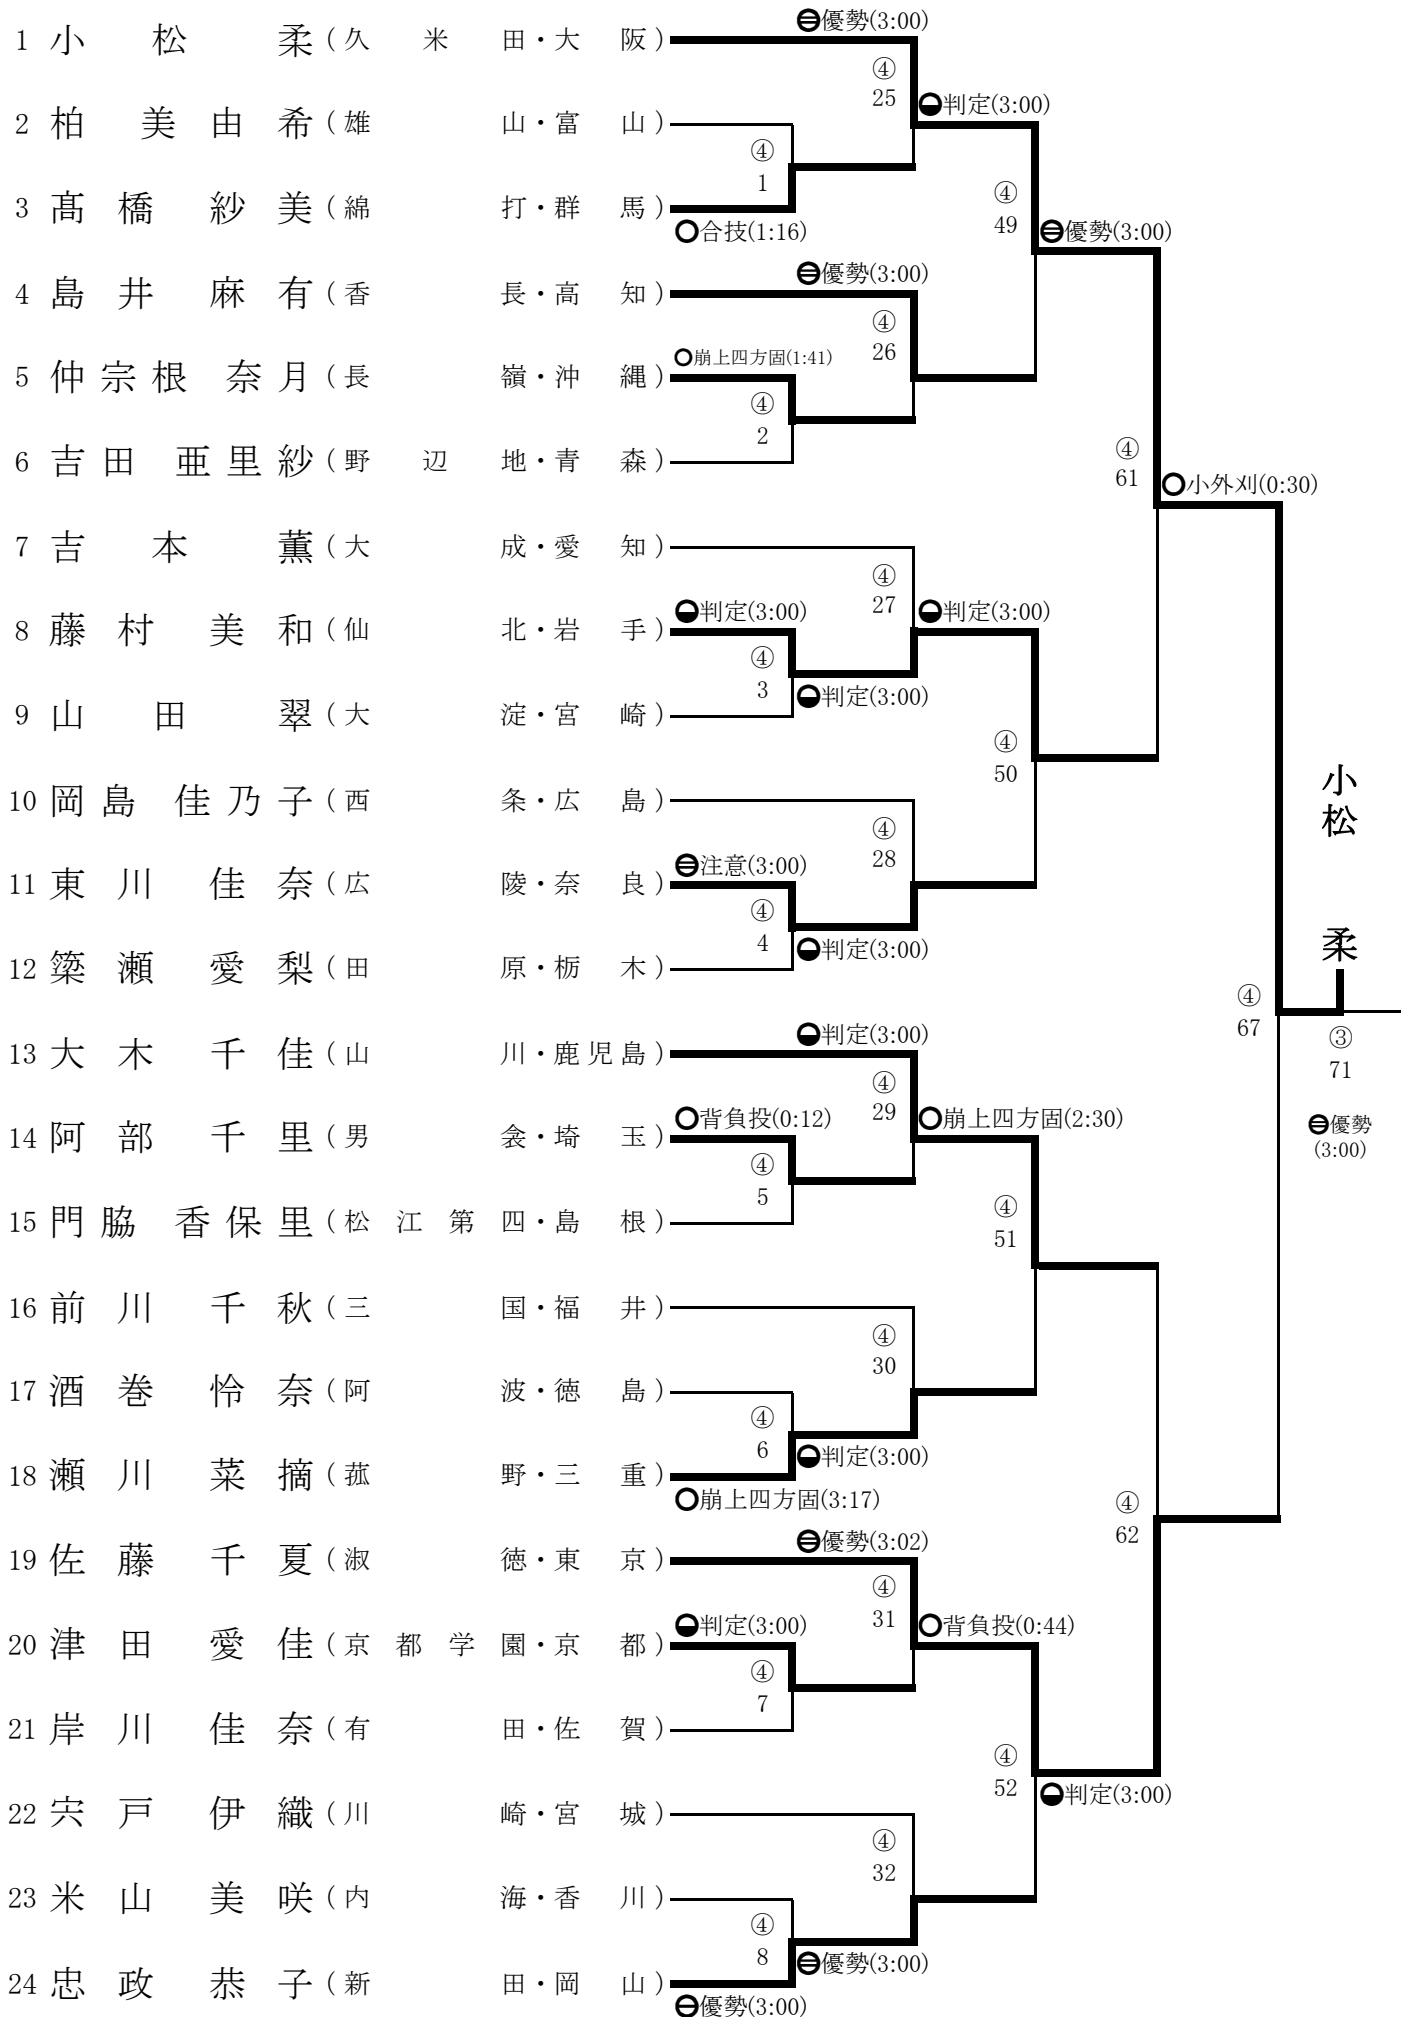 1 小松 柔 (久米田・大阪)
2 柏 美由希 (雄山・富山)
3 髙橋 紗美 (綿打・群馬)
4 島井 麻有 (香長・高知)
5 仲宗根 奈月 (長嶺・沖縄)
6 吉田 亜里紗 (野辺地・青森)
7 吉本 薫 (大成・愛知)
8 藤村 美和 (仙北・岩手)
9 山田 翠 (大淀・宮崎)
10 岡島 佳乃子 (西条・広島)
11 東川 佳奈 (広陵・奈良)
12 簗瀬 愛梨 (田原・栃木)
13 大木 千佳 (山川・鹿児島)
14 阿部 千里 (男衾・埼玉)
15 門脇 香保里 (松江第四・島根)
16 前川 千秋 (三国・福井)
17 酒巻 怜奈 (阿波・徳島)
18 瀬川 菜摘 (菰野・三重)
19 佐藤 千夏 (淑徳・東京)
20 津田 愛佳 (京都学園・京都)
21 岸川 佳奈 (有田・佐賀)
22 宍戸 伊織 (川崎・宮城)
23 米山 美咲 (内海・香川)
24 忠政 恭子 (新田・岡山)
④
1
合技(1:16)
崩上四方固(1:41)
④
2
判定(3:00)
④
3
注意(3:00)
④
4
背負投(0:12)
④
5
④
6
崩上四方固(3:17)
判定(3:00)
④
7
④
8
優勢(3:00)
優勢(3:00)
④
25
優勢(3:00)
④
26
④
27
判定(3:00)
④
28
判定(3:00)
判定(3:00)
④
29
④
30
判定(3:00)
優勢(3:02)
④
31
④
32
優勢(3:00)
判定(3:00)
④
49
判定(3:00)
④
50
崩上四方固(2:30)
④
51
背負投(0:44)
④
52
優勢(3:00)
④
61
④
62
判定(3:00)
小外刈(0:30)
④
67
小松 柔
③
71
優勢
(3:00)